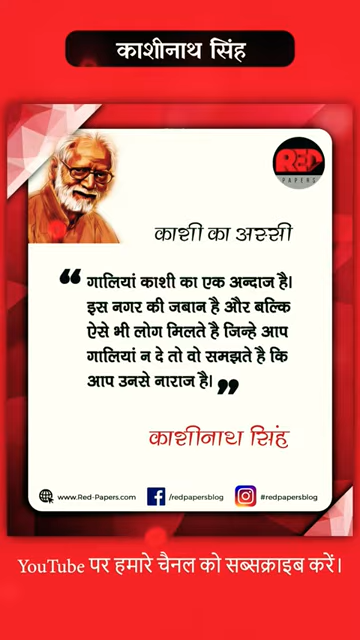 काशीनाथ सिंह
RED
PAPERS
काशी का अस्सी
“ गालियां काशी का एक अन्दाज है।
इस नगर की जबान है और बल्कि
ऐसे भी लोग मिलते है जिन्हे आप
गालियां न दे तो वो समझते है कि
आप उनसे नाराज है। ”
काशीनाथ सिंह
www.Red-Papers.com /redpapersblog #redpapersblog
YouTube पर हमारे चैनल को सब्सक्राइब करें।